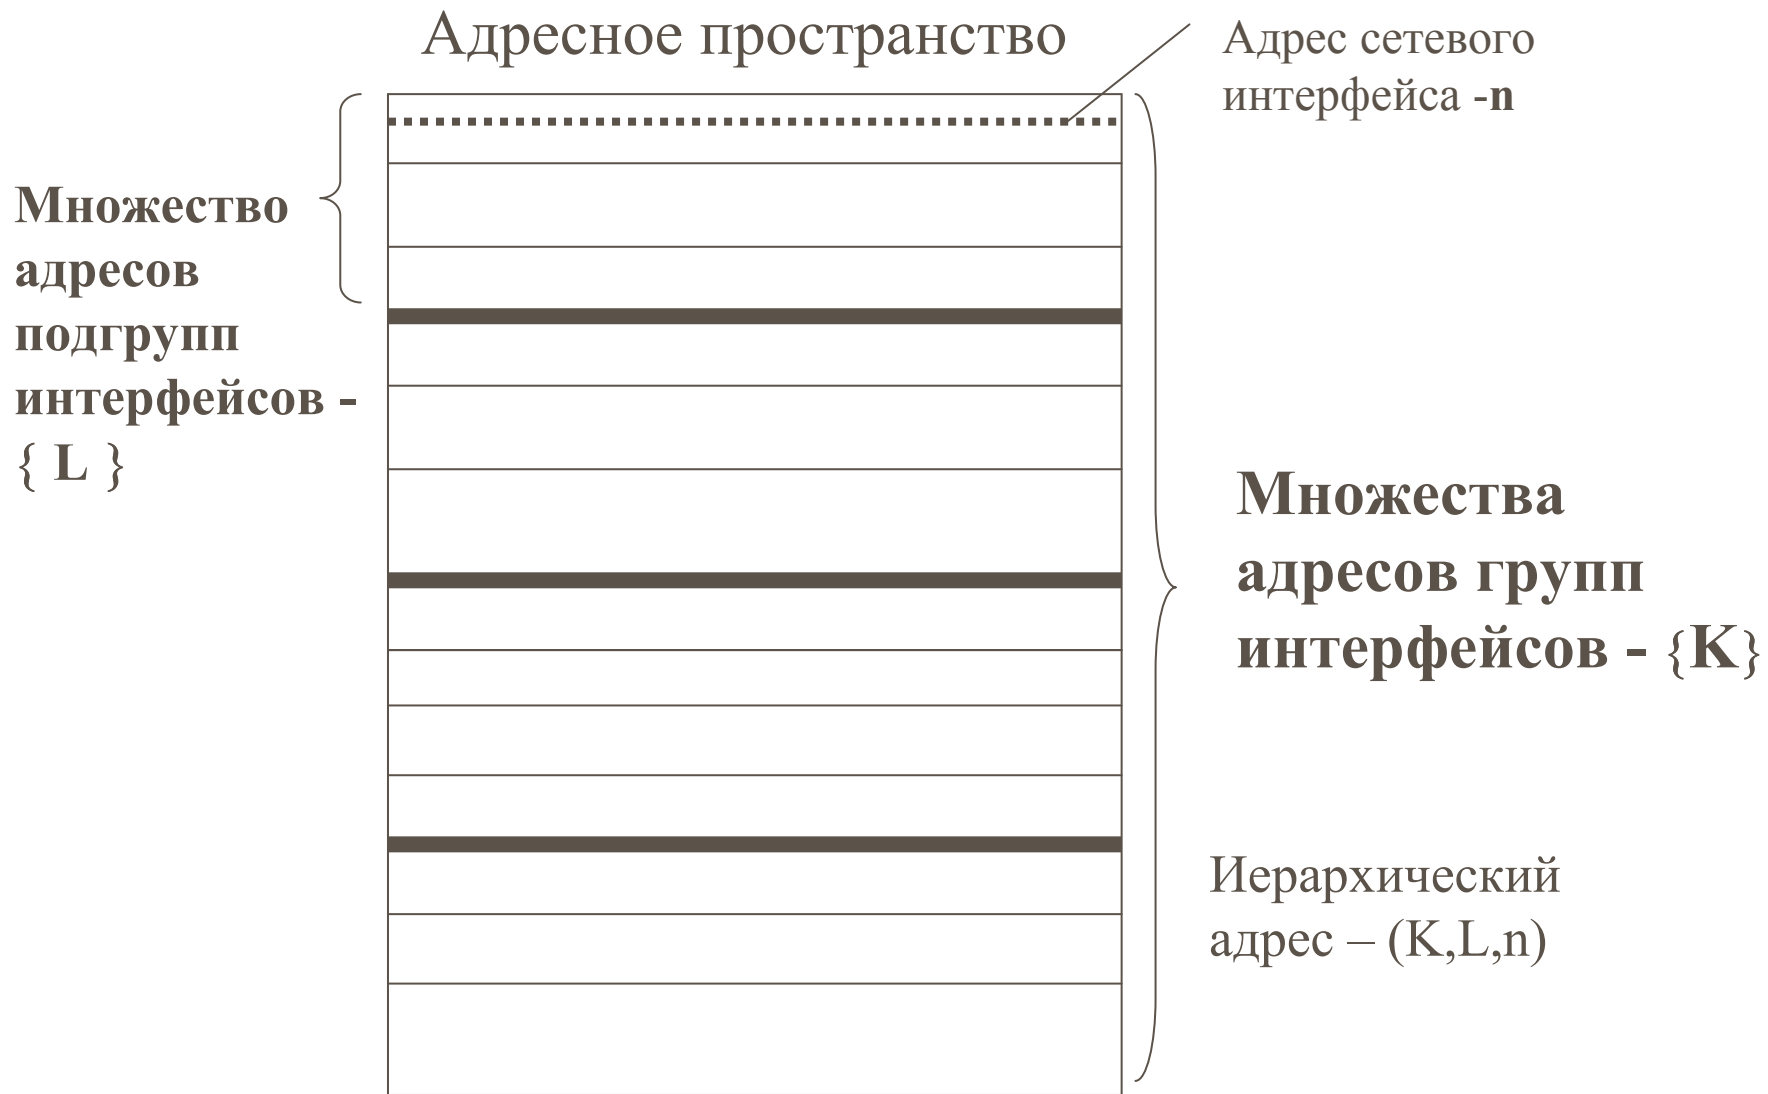 Адресное пространство
Адрес сетевого
интерфейса -n
Множество
адресов
подгрупп
интерфейсов -
{ L }
Множества
адресов групп
интерфейсов - {K}
Иерархический
адрес – (K,L,n)